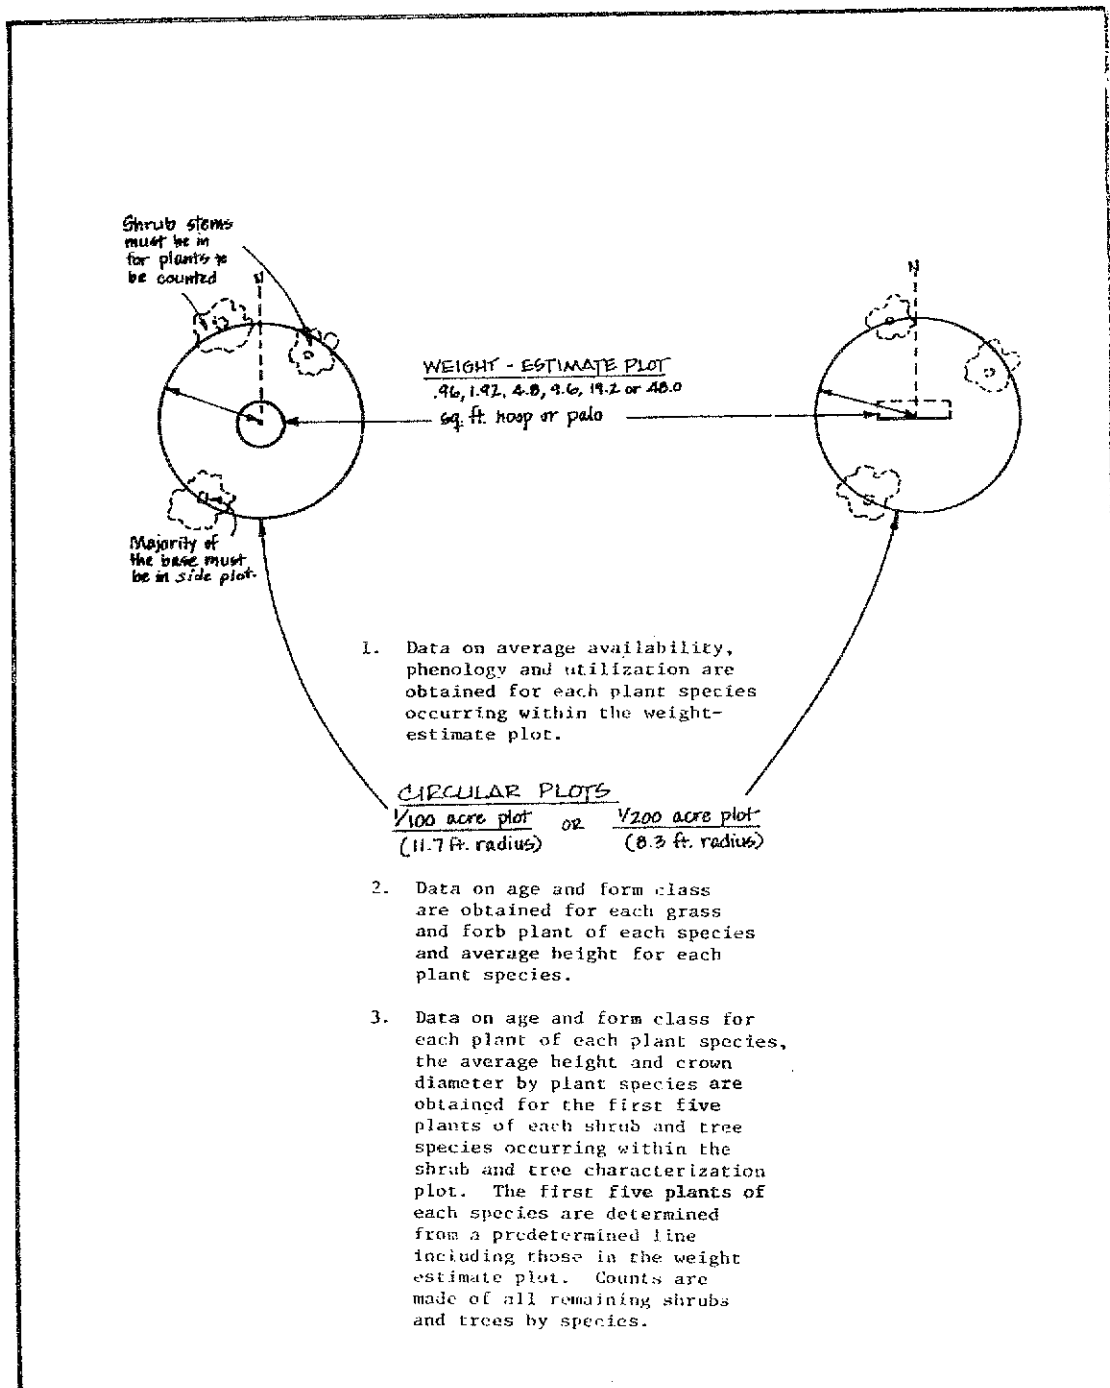 Shrub stems
must be in
for plants to
be counted
N
N
WEIGHT - ESTIMATE PLOT
.96, 1.92, 4.8, 9.6, 19.2 or 48.0
sq. ft. hoop or palo
Majority of
the base must
be in side plot.
1. Data on average availability,
phenology and utilization are
obtained for each plant species
occurring within the weight-
estimate plot.
CIRCULAR PLOTS
1/100 acre plot OR 1/200 acre plot
(11.7 ft. radius) (8.3 ft. radius)
2. Data on age and form class
are obtained for each grass
and forb plant of each species
and average height for each
plant species.
3. Data on age and form class for
each plant of each plant species,
the average height and crown
diameter by plant species are
obtained for the first five
plants of each shrub and tree
species occurring within the
shrub and tree characterization
plot. The first five plants of
each species are determined
from a predetermined line
including those in the weight
estimate plot. Counts are
made of all remaining shrubs
and trees by species.